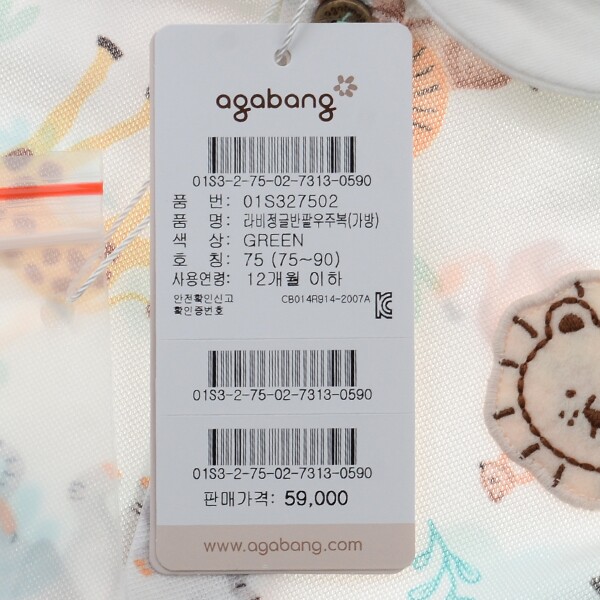 agabang
01S3-2-75-02-7313-0590
품 번: 01S327502
품 명: 라비정글반팔우주복(가방)
색 상: GREEN
호 칭: 75 (75~90)
사용연령: 12개월 이하
안전확인신고
확인증번호 CB014R914-2007A
01S3-2-75-02-7313-0590
01S3-2-75-02-7313-0590
판매가격: 59,000
www.agabang.com